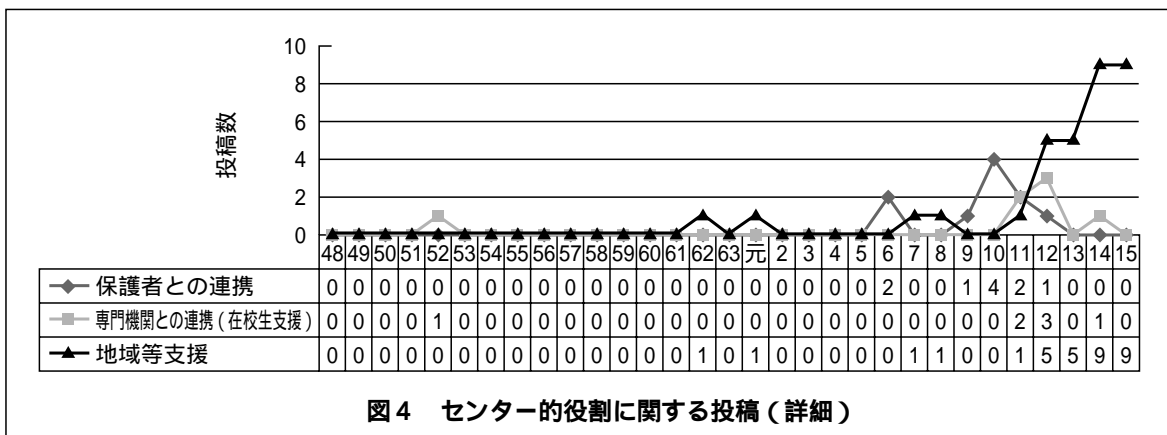 10
8
6
4
2
0
投稿数
48 49 50 51 52 53 54 55 56 57 58 59 60 61 62 63 元 2 3 4 5 6 7 8 9 10 11 12 13 14 15
保護者との連携 0 0 0 0 0 0 0 0 0 0 0 0 0 0 0 0 0 0 0 0 0 2 0 0 1 4 2 1 0 0 0
専門機関との連携（在校生支援） 0 0 0 0 1 0 0 0 0 0 0 0 0 0 0 0 0 0 0 0 0 0 0 0 0 0 2 3 0 1 0
地域等支援 0 0 0 0 0 0 0 0 0 0 0 0 0 0 1 0 1 0 0 0 0 0 1 1 0 0 1 5 5 9 9
図4 センター的役割に関する投稿（詳細）